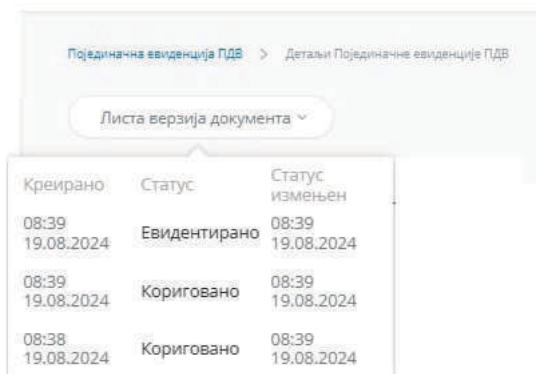 Појединачна евиденција ПДВ > Детаљи Појединачне евиденције ПДВ
Листа верзија документа
Креирано Статус Статус измењен
08:39 19.08.2024 Евидентирано 08:39 19.08.2024
08:39 19.08.2024 Кориговано 08:39 19.08.2024
08:38 19.08.2024 Кориговано 08:39 19.08.2024